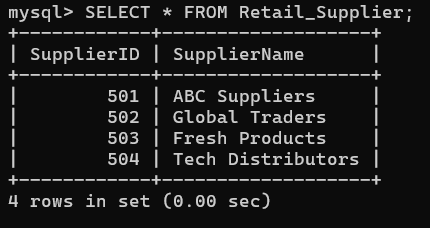 mysql> SELECT * FROM Retail_Supplier;
+------------+-------------------+
| SupplierID | SupplierName      |
+------------+-------------------+
|        501 | ABC Suppliers     |
|        502 | Global Traders    |
|        503 | Fresh Products    |
|        504 | Tech Distributors |
+------------+-------------------+
4 rows in set (0.00 sec)